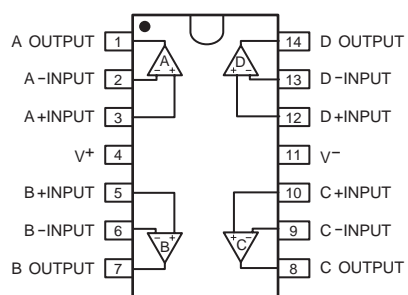 A OUTPUT 1 14 D OUTPUT
A−INPUT 2 A − + D + − 13 D−INPUT
A+INPUT 3 12 D+INPUT
V+ 4 11 V−
B+INPUT 5 10 C+INPUT
B−INPUT 6 − + B + − C 9 C−INPUT
B OUTPUT 7 8 C OUTPUT